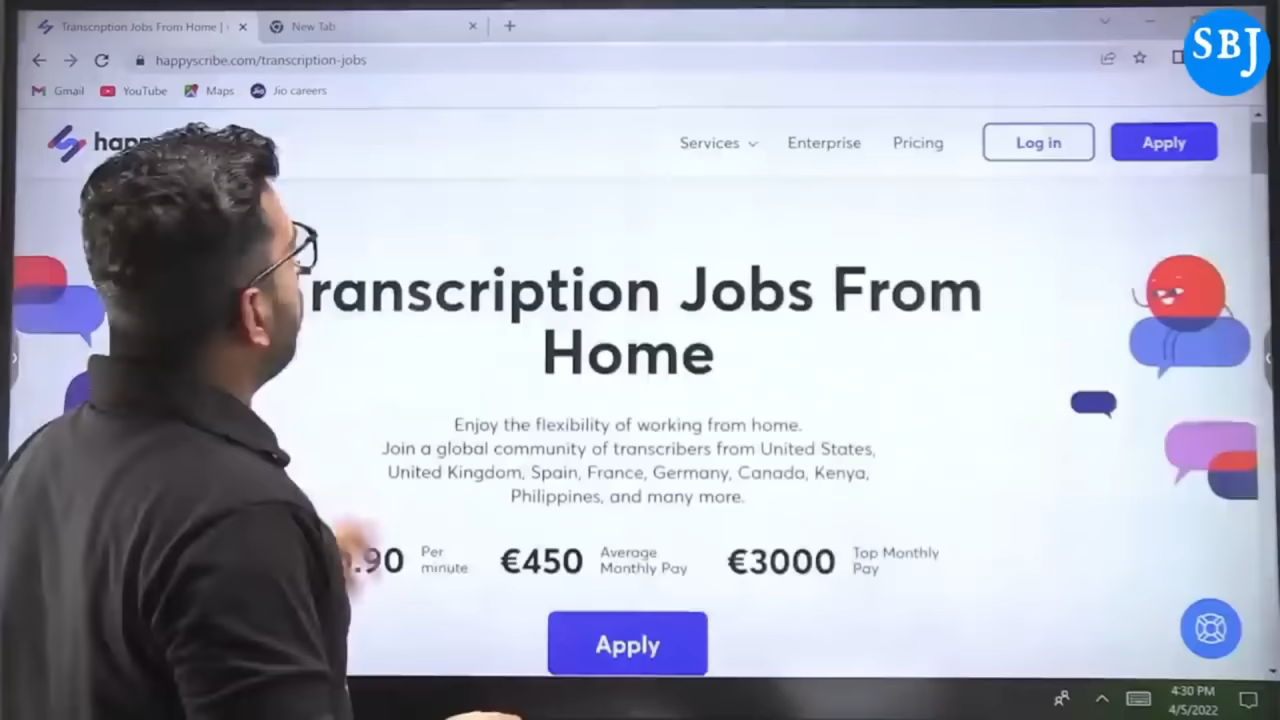 Transcription Jobs From Home |
New Tab
SBJ
happyscribe.com/transcription-jobs
Gmail
YouTube
Maps
Jio careers
Services
Enterprise
Pricing
Log in
Apply
ranscription Jobs From
Home
Enjoy the flexibility of working from home.
Join a global community of transcribers from United States,
United Kingdom, Spain, France, Germany, Canada, Kenya,
Philippines, and many more.
.90
Per
minute
€450
Average
Monthly Pay
€3000
Top Monthly
Pay
Apply
4:30 PM
4/5/2022